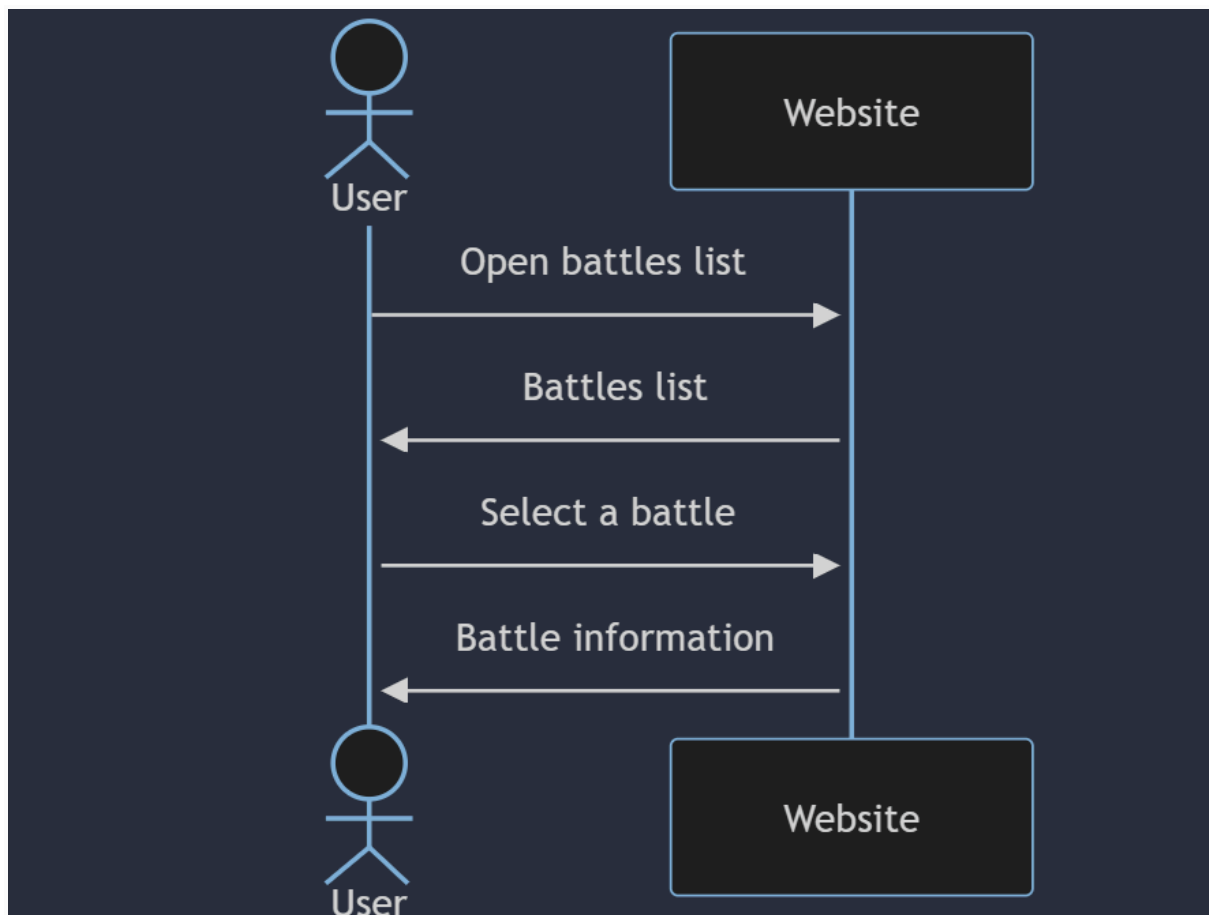 Website
User
Open battles list
Battles list
Select a battle
Battle information
Website
User